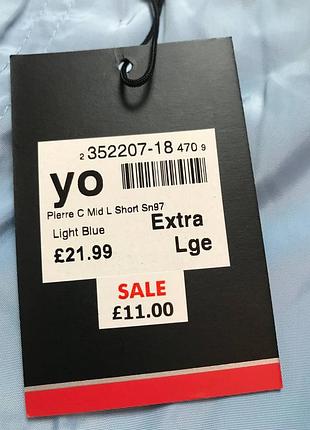 2 352207-18 470 9
yo
Pierre C Mid L Short Sn97
Light Blue
Extra
Lge
£21.99
SALE
£11.00